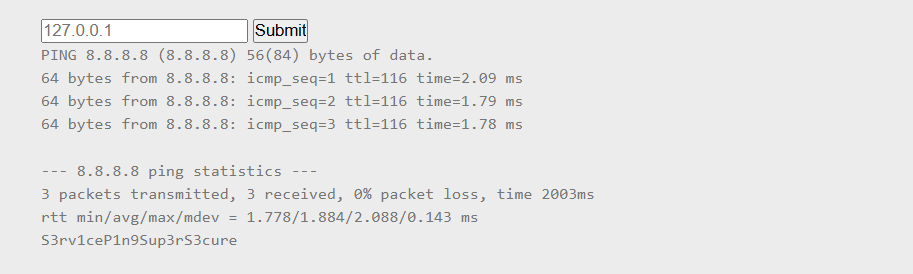 127.0.0.1 Submit
PING 8.8.8.8 (8.8.8.8) 56(84) bytes of data.
64 bytes from 8.8.8.8: icmp_seq=1 ttl=116 time=2.09 ms
64 bytes from 8.8.8.8: icmp_seq=2 ttl=116 time=1.79 ms
64 bytes from 8.8.8.8: icmp_seq=3 ttl=116 time=1.78 ms
--- 8.8.8.8 ping statistics ---
3 packets transmitted, 3 received, 0% packet loss, time 2003ms
rtt min/avg/max/mdev = 1.778/1.884/2.088/0.143 ms
S3rv1ceP1n9Sup3rS3cure